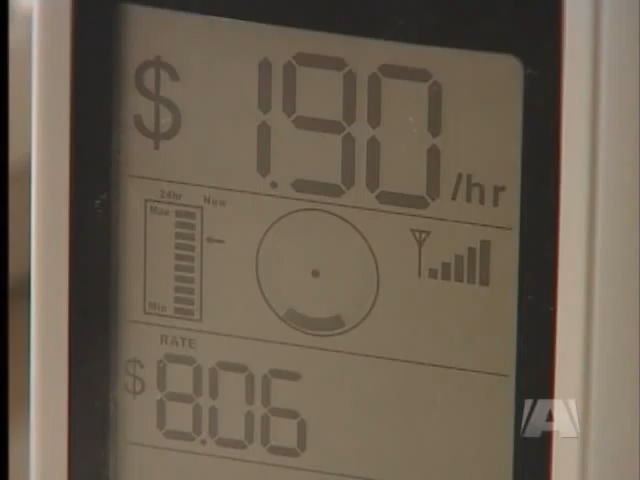 $ 1.90 /hr
24hr Now
Max
Min
RATE
$ 8.06
A